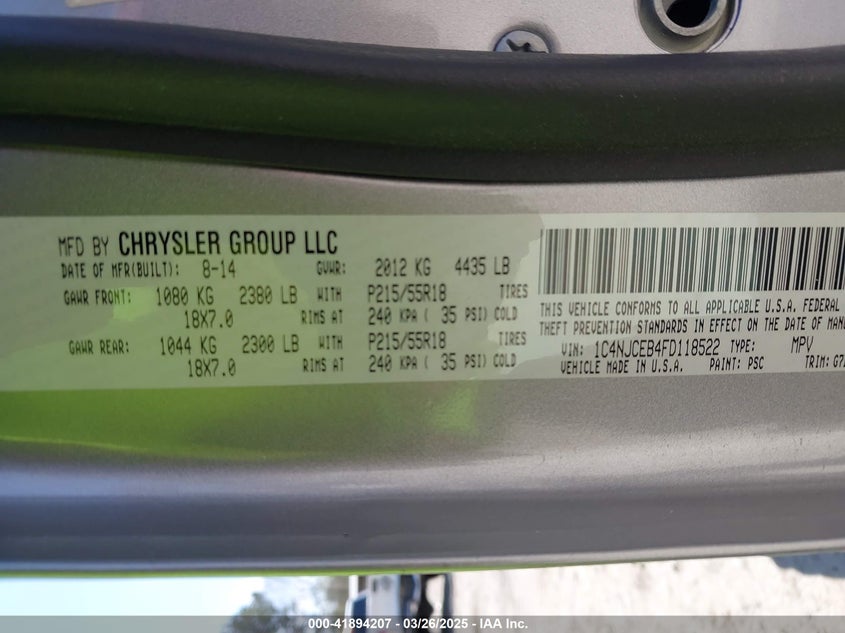 MFD BY CHRYSLER GROUP LLC
DATE OF MFR(BUILT): 8-14 GVWR: 2012 KG 4435 LB
GAWR FRONT: 1080 KG 2380 LB WITH P215/55R18 TIRES
18X7.0 RIMS AT 240 KPA ( 35 PSI) COLD
GAWR REAR: 1044 KG 2300 LB WITH P215/55R18 TIRES
18X7.0 RIMS AT 240 KPA ( 35 PSI) COLD
THIS VEHICLE CONFORMS TO ALL APPLICABLE U.S.A. FEDERAL
THEFT PREVENTION STANDARDS IN EFFECT ON THE DATE OF
VIN: 1C4NJCEB4FD118522 TYPE: MPV
VEHICLE MADE IN U.S.A. PAINT: PSC TRIM:
000-41894207 - 03/26/2025 - IAA Inc.